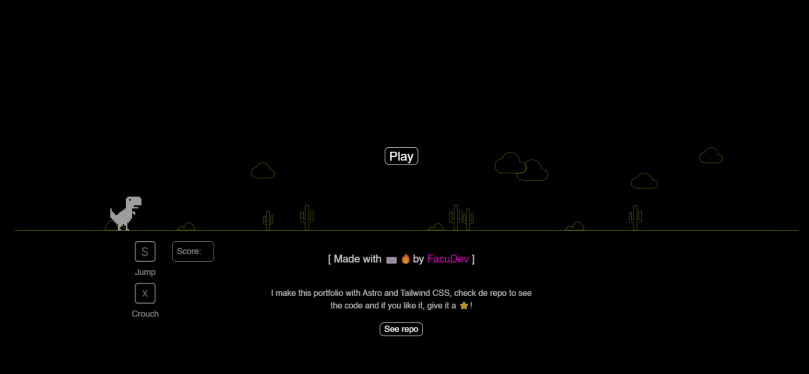 Play
S
Score:
Jump
X
Crouch
[ Made with ⌨️ 🔥 by FacuDev ]
I make this portfolio with Astro and Tailwind CSS, check de repo to see
the code and if you like it, give it a ⭐ !
See repo